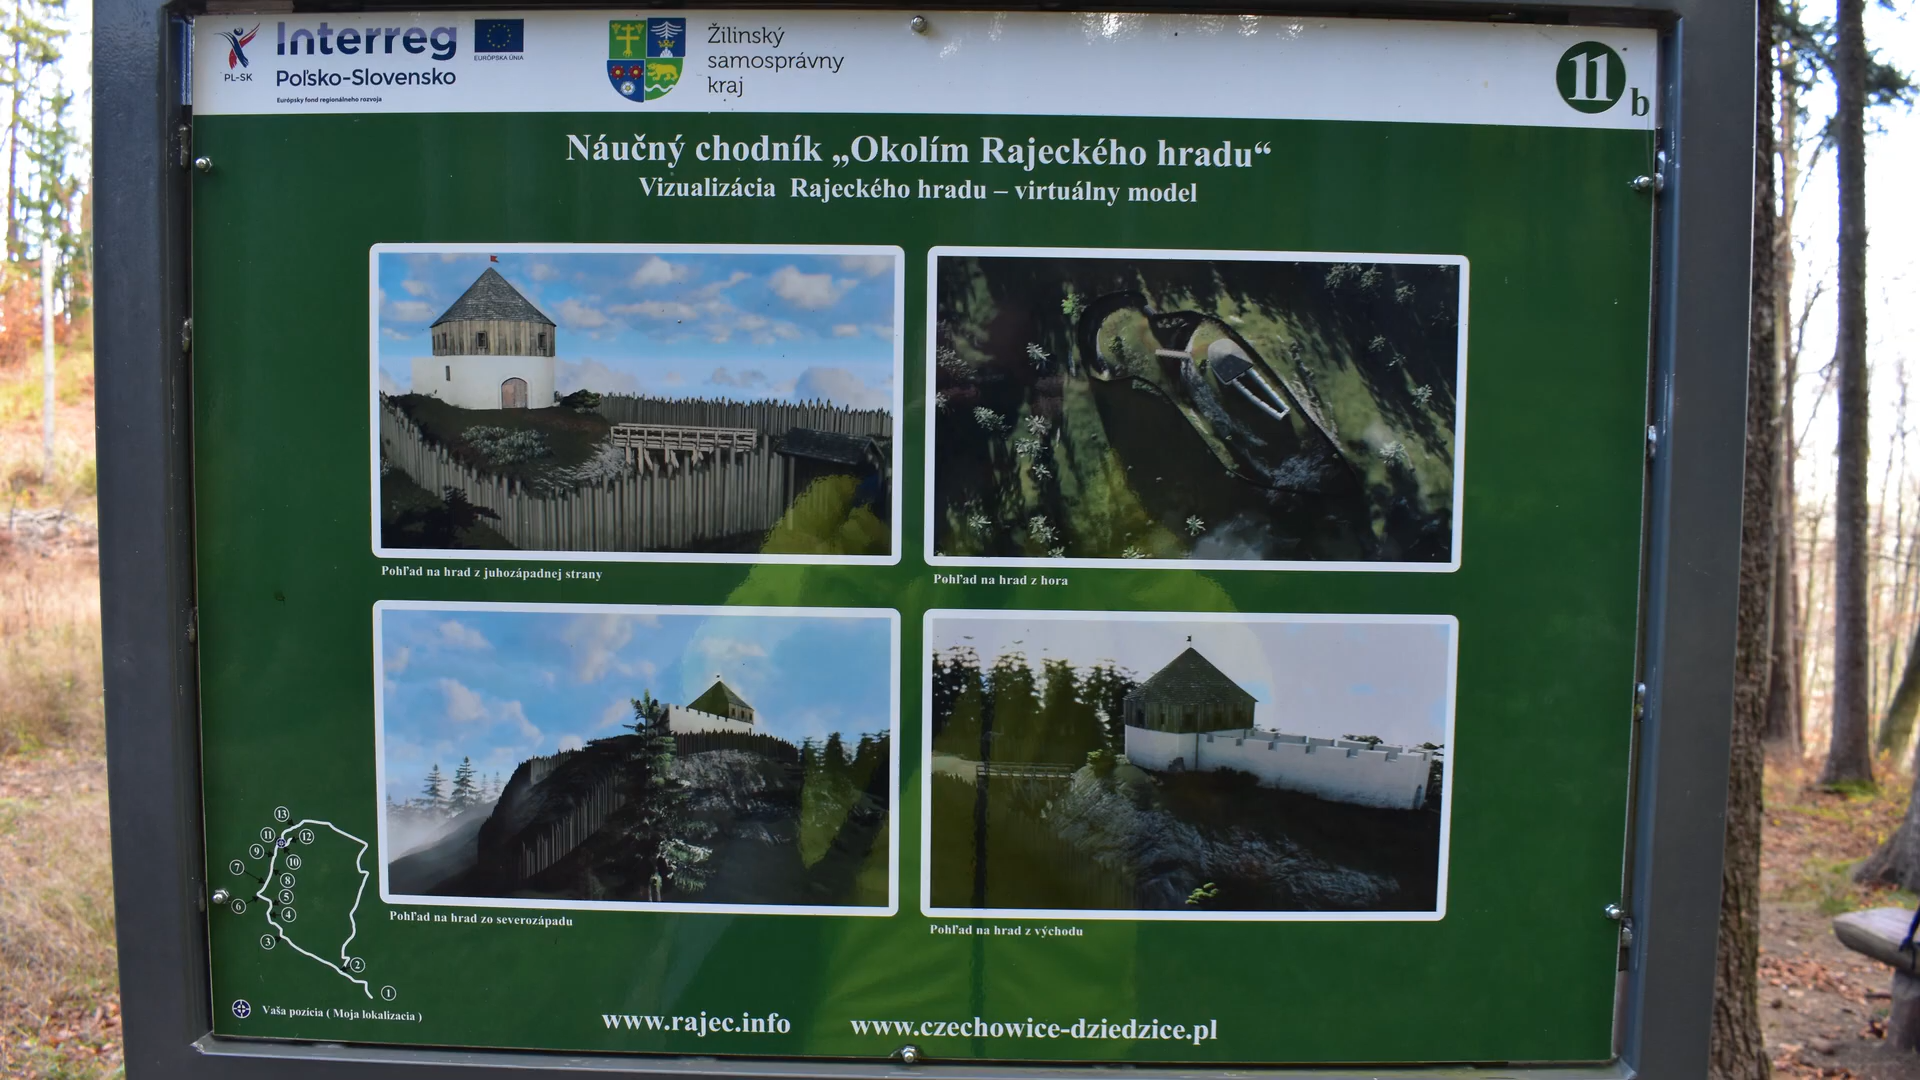 PL-SK
Interreg
EURÓPSKA ÚNIA
Poľsko-Slovensko
Európsky fond regionálneho rozvoja
Žilinský
samosprávny
kraj
11 b
Náučný chodník „Okolím Rajeckého hradu“
Vizualizácia Rajeckého hradu – virtuálny model
Pohľad na hrad z juhozápadnej strany
Pohľad na hrad z hora
Pohľad na hrad zo severozápadu
Pohľad na hrad z východu
13
11
12
9
10
7
8
5
6
4
3
2
1
Vaša pozícia ( Moja lokalizacia )
www.rajec.info
www.czechowice-dziedzice.pl